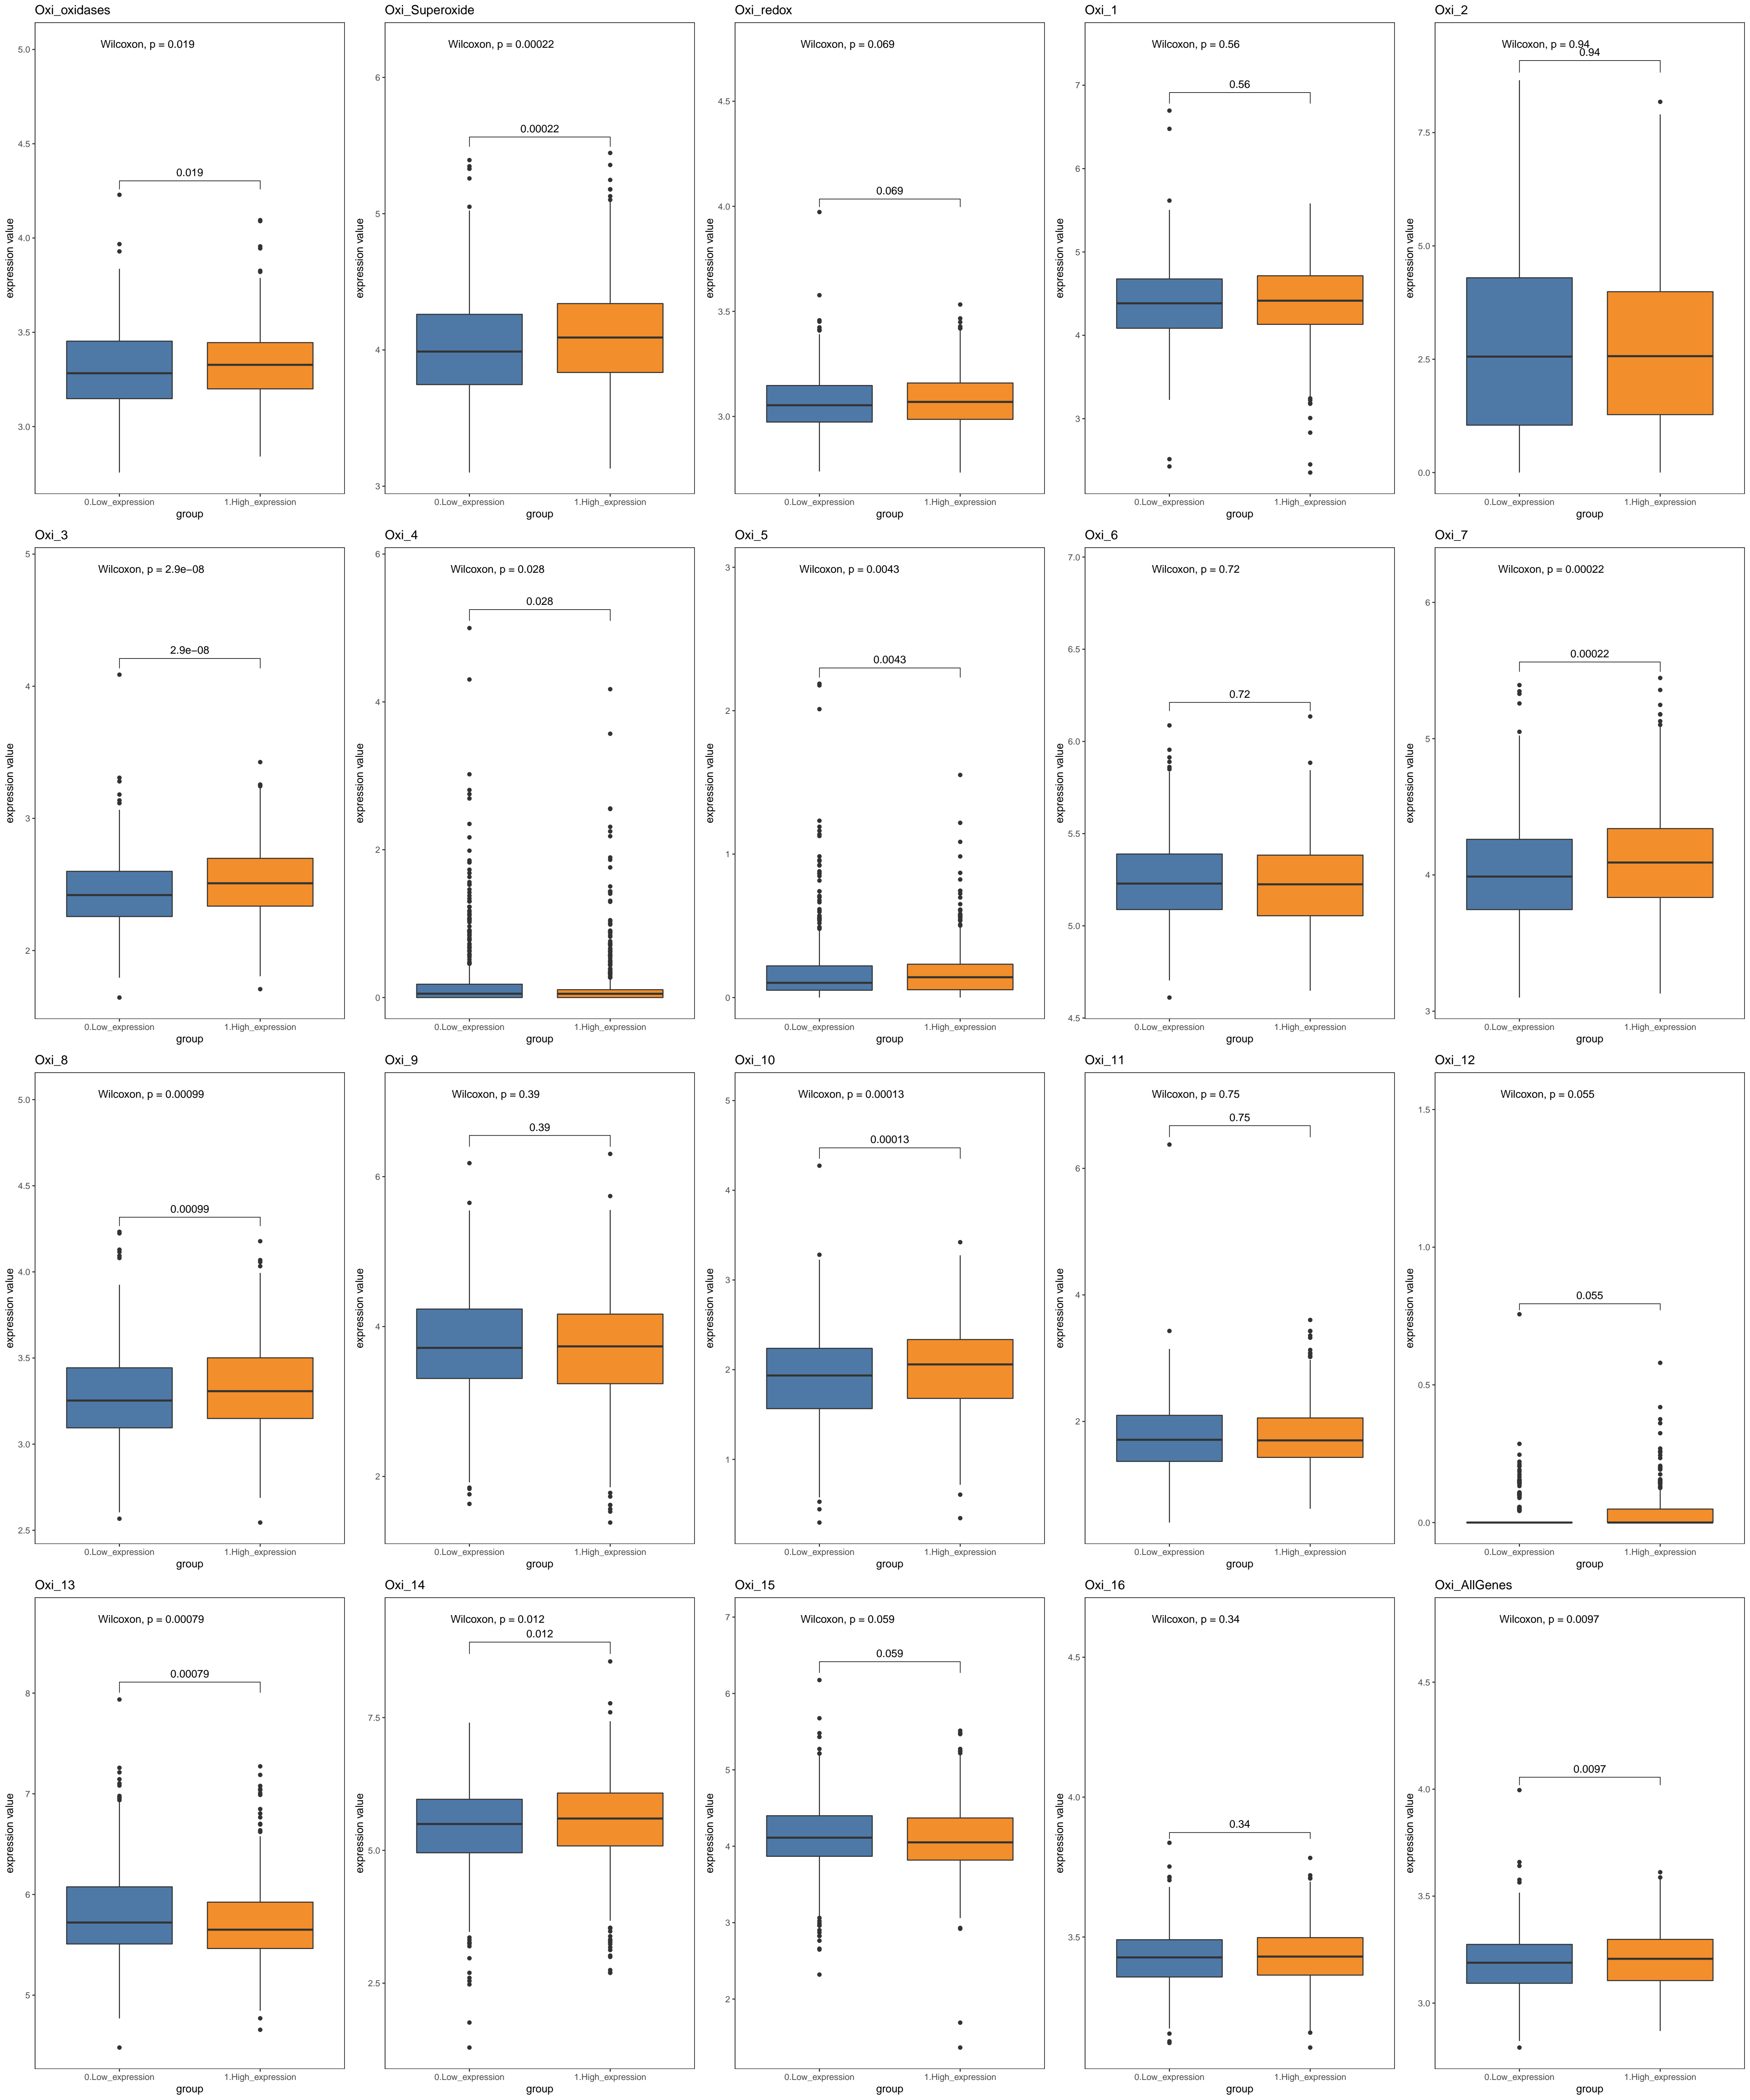 Oxi_oxidases
Wilcoxon, p = 0.019
0.019
5.0
4.5
4.0
3.5
3.0
expression value
0.Low_expression
1.High_expression
group
Oxi_Superoxide
Wilcoxon, p = 0.00022
0.00022
6
5
4
3
expression value
0.Low_expression
1.High_expression
group
Oxi_redox
Wilcoxon, p = 0.069
0.069
4.5
4.0
3.5
3.0
expression value
0.Low_expression
1.High_expression
group
Oxi_1
Wilcoxon, p = 0.56
0.56
7
6
5
4
3
expression value
0.Low_expression
1.High_expression
group
Oxi_2
Wilcoxon, p = 0.94
0.94
7.5
5.0
2.5
0.0
expression value
0.Low_expression
1.High_expression
group
Oxi_3
Wilcoxon, p = 2.9e−08
2.9e−08
5
4
3
2
expression value
0.Low_expression
1.High_expression
group
Oxi_4
Wilcoxon, p = 0.028
0.028
6
4
2
0
expression value
0.Low_expression
1.High_expression
group
Oxi_5
Wilcoxon, p = 0.0043
0.0043
3
2
1
0
expression value
0.Low_expression
1.High_expression
group
Oxi_6
Wilcoxon, p = 0.72
0.72
7.0
6.5
6.0
5.5
5.0
4.5
expression value
0.Low_expression
1.High_expression
group
Oxi_7
Wilcoxon, p = 0.00022
0.00022
6
5
4
3
expression value
0.Low_expression
1.High_expression
group
Oxi_8
Wilcoxon, p = 0.00099
0.00099
5.0
4.5
4.0
3.5
3.0
2.5
expression value
0.Low_expression
1.High_expression
group
Oxi_9
Wilcoxon, p = 0.39
0.39
6
4
2
expression value
0.Low_expression
1.High_expression
group
Oxi_10
Wilcoxon, p = 0.00013
0.00013
5
4
3
2
1
expression value
0.Low_expression
1.High_expression
group
Oxi_11
Wilcoxon, p = 0.75
0.75
6
4
2
expression value
0.Low_expression
1.High_expression
group
Oxi_12
Wilcoxon, p = 0.055
0.055
1.5
1.0
0.5
0.0
expression value
0.Low_expression
1.High_expression
group
Oxi_13
Wilcoxon, p = 0.00079
0.00079
8
7
6
5
expression value
0.Low_expression
1.High_expression
group
Oxi_14
Wilcoxon, p = 0.012
0.012
7.5
5.0
2.5
expression value
0.Low_expression
1.High_expression
group
Oxi_15
Wilcoxon, p = 0.059
0.059
7
6
5
4
3
2
expression value
0.Low_expression
1.High_expression
group
Oxi_16
Wilcoxon, p = 0.34
0.34
4.5
4.0
3.5
expression value
0.Low_expression
1.High_expression
group
Oxi_AllGenes
Wilcoxon, p = 0.0097
0.0097
4.5
4.0
3.5
3.0
expression value
0.Low_expression
1.High_expression
group